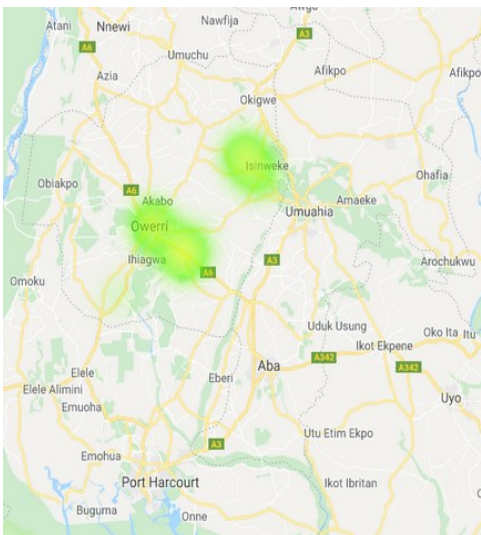 Awgu
Atani
Nnewi
Nawfija
A6
A3
Umuchu
Azia
Afikpo
Afikpo
Okigwe
Isinweke
Obiakpo
A6
Akabo
Ohafia
Amaeke
Umuahia
Owerri
Ihiagwa
A6
A3
Arochukwu
Omoku
Uduk Usung
Oko Ita
Itu
Ikot Ekpene
A342
Aba
A342
Elele
Eberi
Elele Alimini
Uyo
Emuoha
Utu Etim Ekpo
A3
Emohua
Port Harcourt
Ikot Ibritan
Buguma
Onne